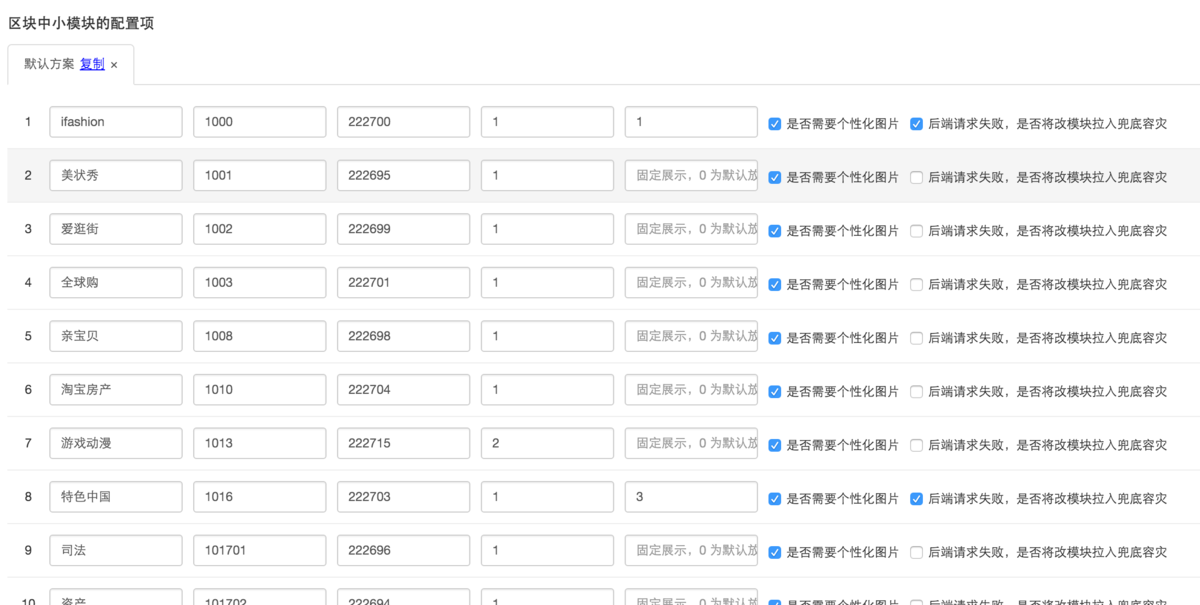 区块中小模块的配置项
默认方案 复制 ×
1 ifashion 1000 222700 1 1 是否需要个性化图片 后端请求失败，是否将改模块拉入兜底容灾
2 美状秀 1001 222695 1 固定展示，0 为默认放 是否需要个性化图片 后端请求失败，是否将改模块拉入兜底容灾
3 爱逛街 1002 222699 1 固定展示，0 为默认放 是否需要个性化图片 后端请求失败，是否将改模块拉入兜底容灾
4 全球购 1003 222701 1 固定展示，0 为默认放 是否需要个性化图片 后端请求失败，是否将改模块拉入兜底容灾
5 亲宝贝 1008 222698 1 固定展示，0 为默认放 是否需要个性化图片 后端请求失败，是否将改模块拉入兜底容灾
6 淘宝房产 1010 222704 1 固定展示，0 为默认放 是否需要个性化图片 后端请求失败，是否将改模块拉入兜底容灾
7 游戏动漫 1013 222715 2 固定展示，0 为默认放 是否需要个性化图片 后端请求失败，是否将改模块拉入兜底容灾
8 特色中国 1016 222703 1 3 是否需要个性化图片 后端请求失败，是否将改模块拉入兜底容灾
9 司法 101701 222696 1 固定展示，0 为默认放 是否需要个性化图片 后端请求失败，是否将改模块拉入兜底容灾
10 资产 101702 222694 1 固定展示，0 为默认放 是否需要个性化图片 后端请求失败，是否将改模块拉入兜底容灾